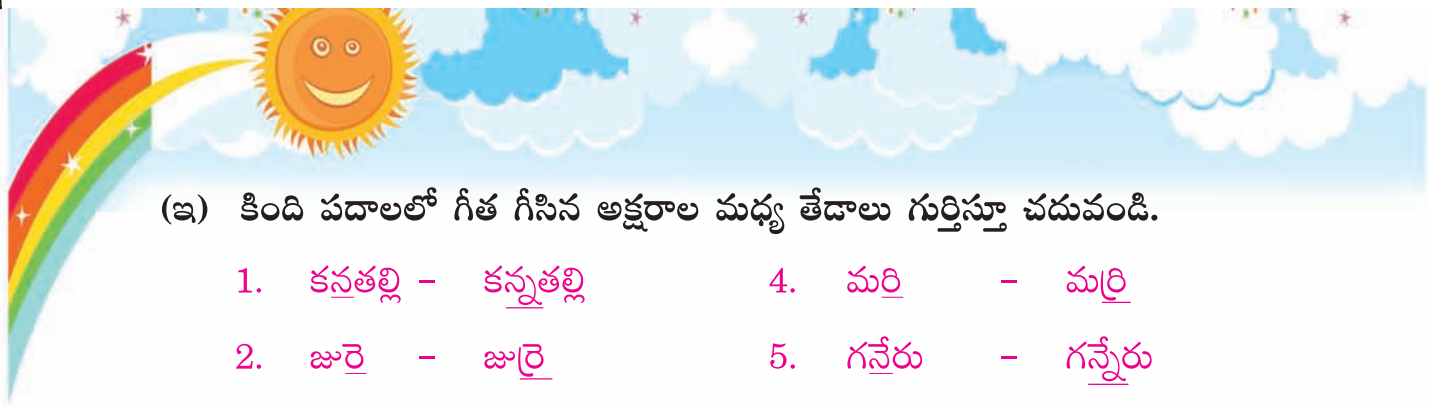 (ఇ) కింది పదాలలో గీత గీసిన అక్షరాల మధ్య తేడాలు గుర్తిస్తూ చదువండి.
1. కనతల్లి – కన్నతల్లి 4. మరి – మర్రి
2. జురె – జుర్రె 5. గనేరు – గన్నేరు